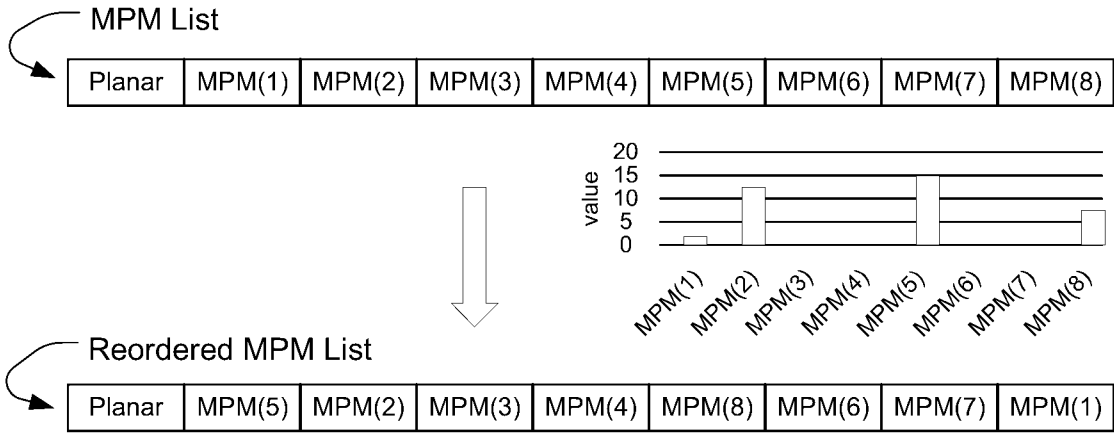 MPM List
Planar MPM(1) MPM(2) MPM(3) MPM(4) MPM(5) MPM(6) MPM(7) MPM(8)
20
15
10
5
0
value
MPM(1) MPM(2) MPM(3) MPM(4) MPM(5) MPM(6) MPM(7) MPM(8)
Reordered MPM List
Planar MPM(5) MPM(2) MPM(3) MPM(4) MPM(8) MPM(6) MPM(7) MPM(1)